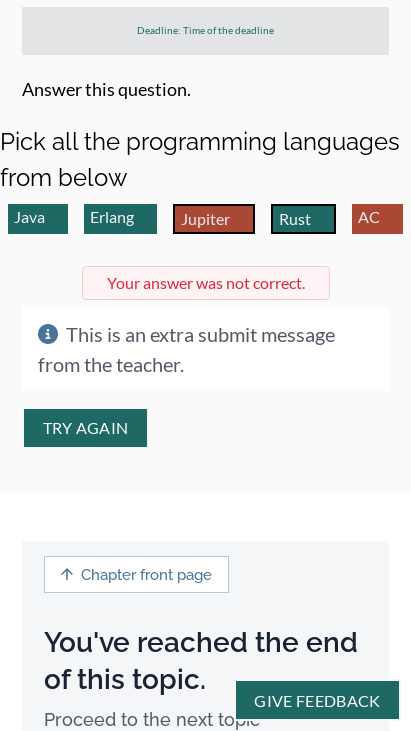 Deadline: Time of the deadline
Answer this question.
Pick all the programming languages
from below
Java Erlang Jupiter Rust AC
Your answer was not correct.
This is an extra submit message
from the teacher.
TRY AGAIN
Chapter front page
You've reached the end
of this topic.
GIVE FEEDBACK
Proceed to the next topic